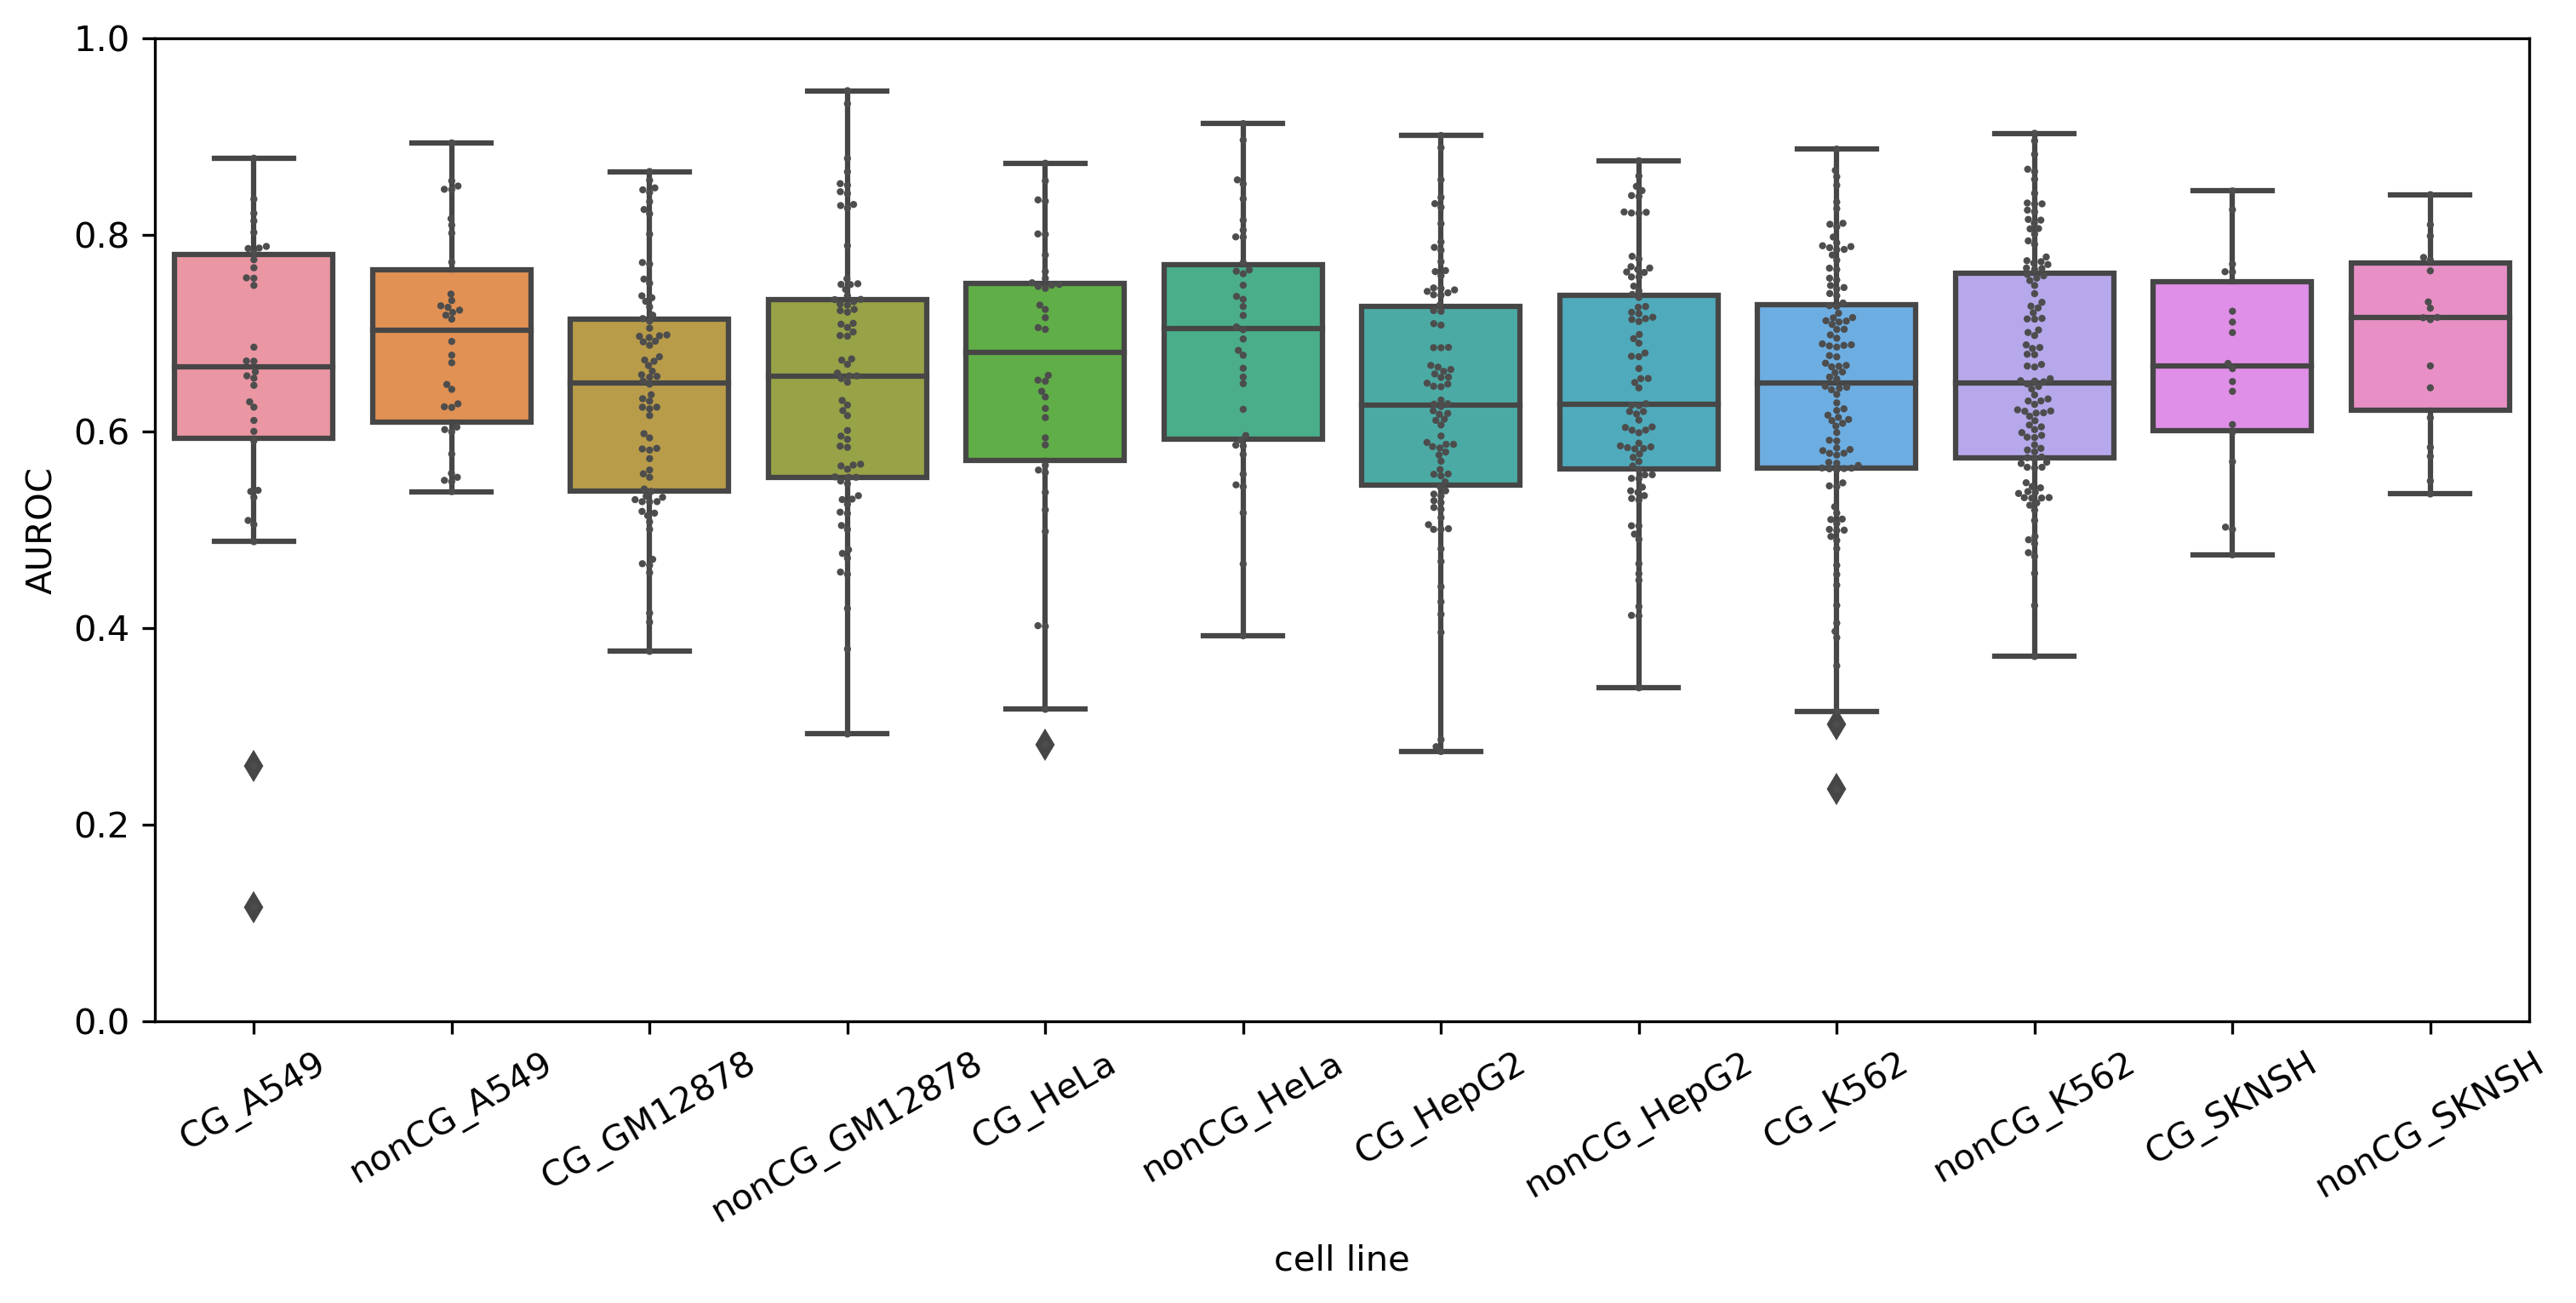 1.0
0.8
0.6
0.4
0.2
0.0
AUROC
CG_A549
nonCG_A549
CG_GM12878
nonCG_GM12878
CG_HeLa
nonCG_HeLa
CG_HepG2
nonCG_HepG2
CG_K562
nonCG_K562
CG_SKNSH
nonCG_SKNSH
cell line